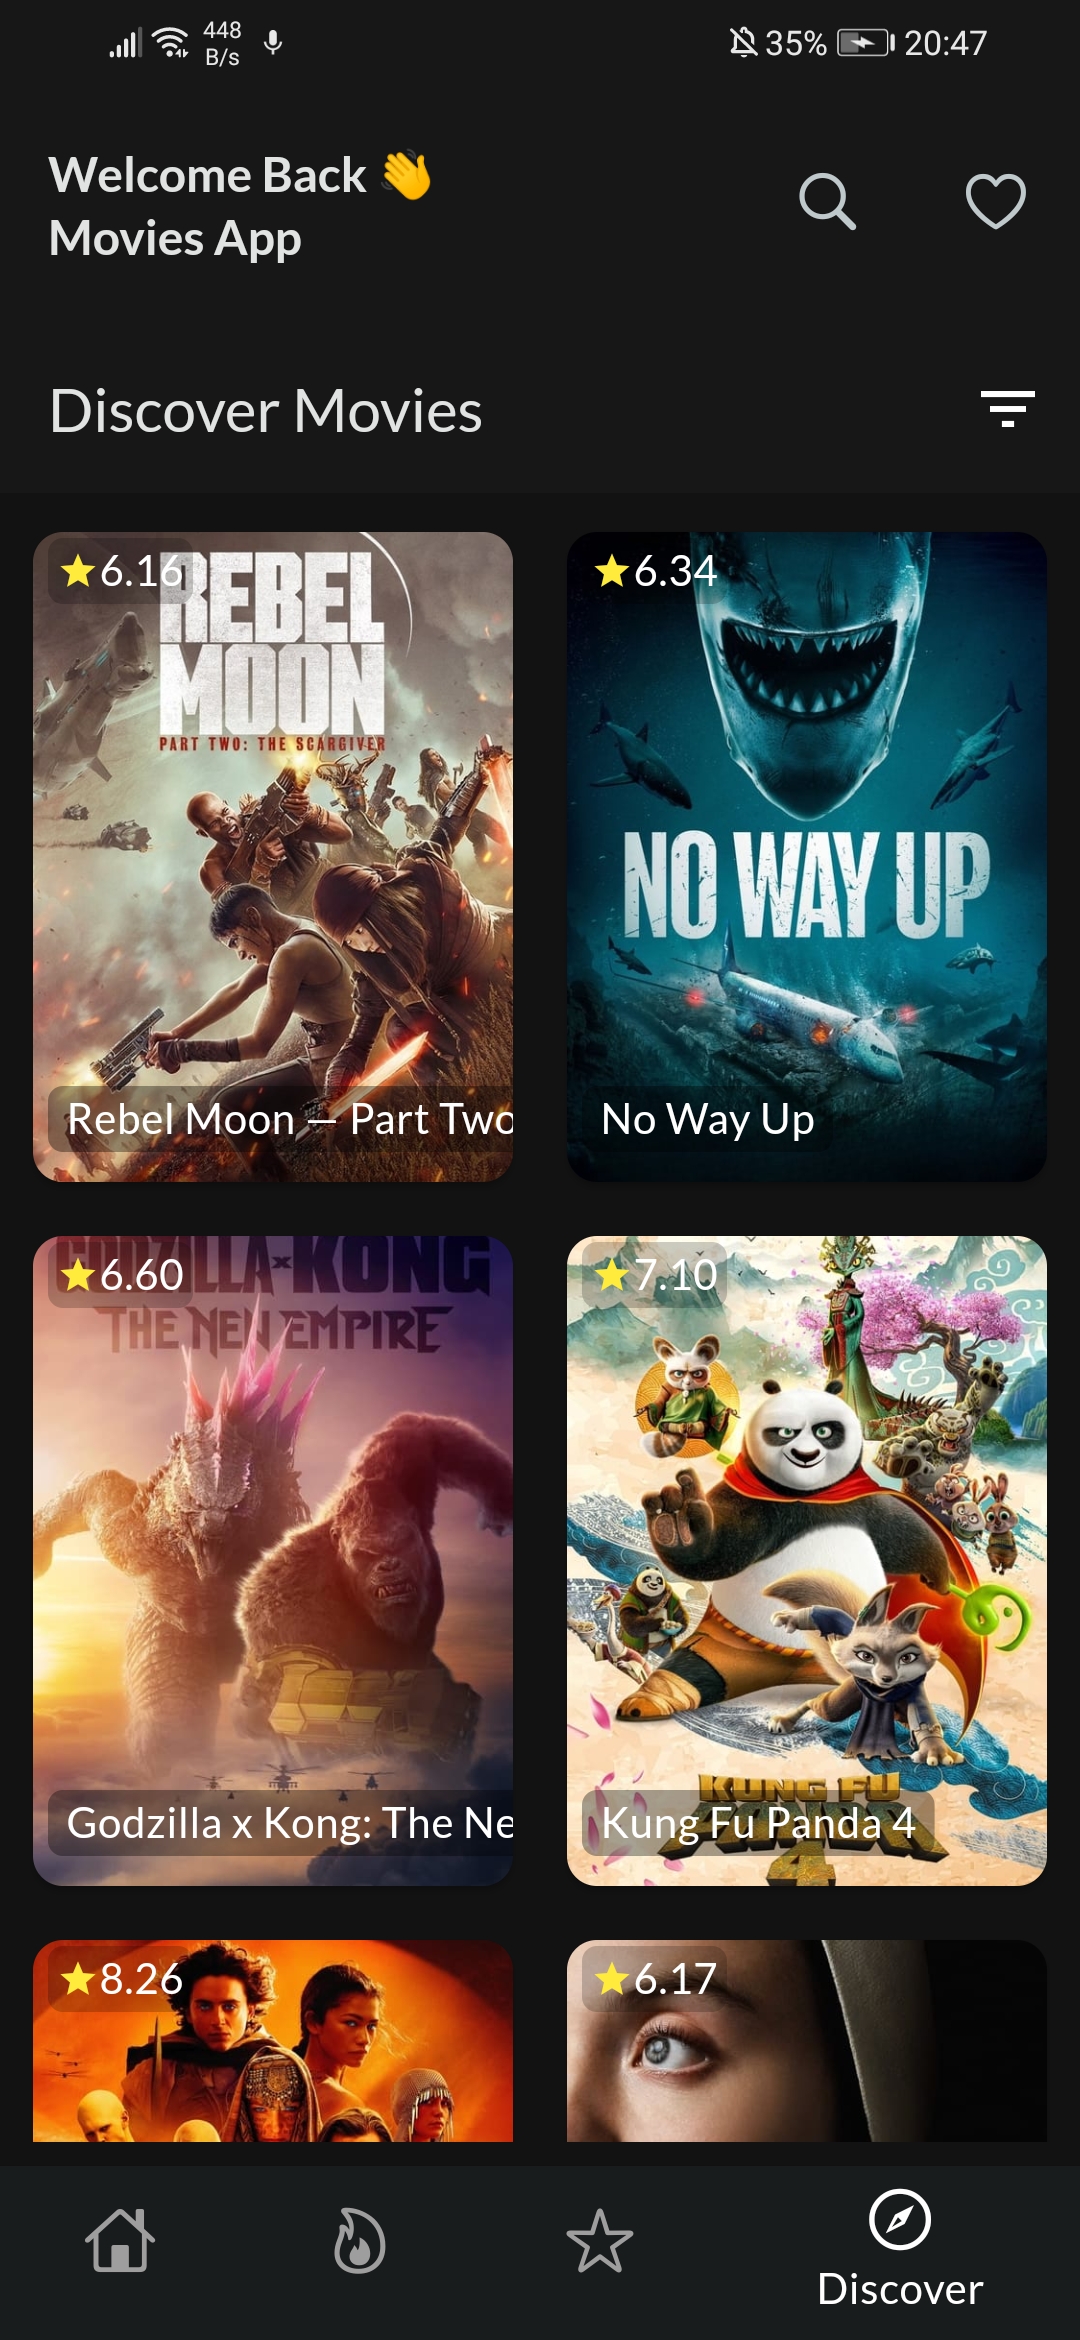 448
B/s
35%
20:47
Welcome Back 👋
Movies App
Discover Movies
6.16
REBEL
MOON
PART TWO: THE SCARGIVER
Rebel Moon — Part Two
6.34
NO WAY UP
No Way Up
6.60
GODZILLA x KONG
THE NEW EMPIRE
Godzilla x Kong: The Ne
7.10
KUNG FU
PANDA
4
Kung Fu Panda 4
8.26
6.17
Discover